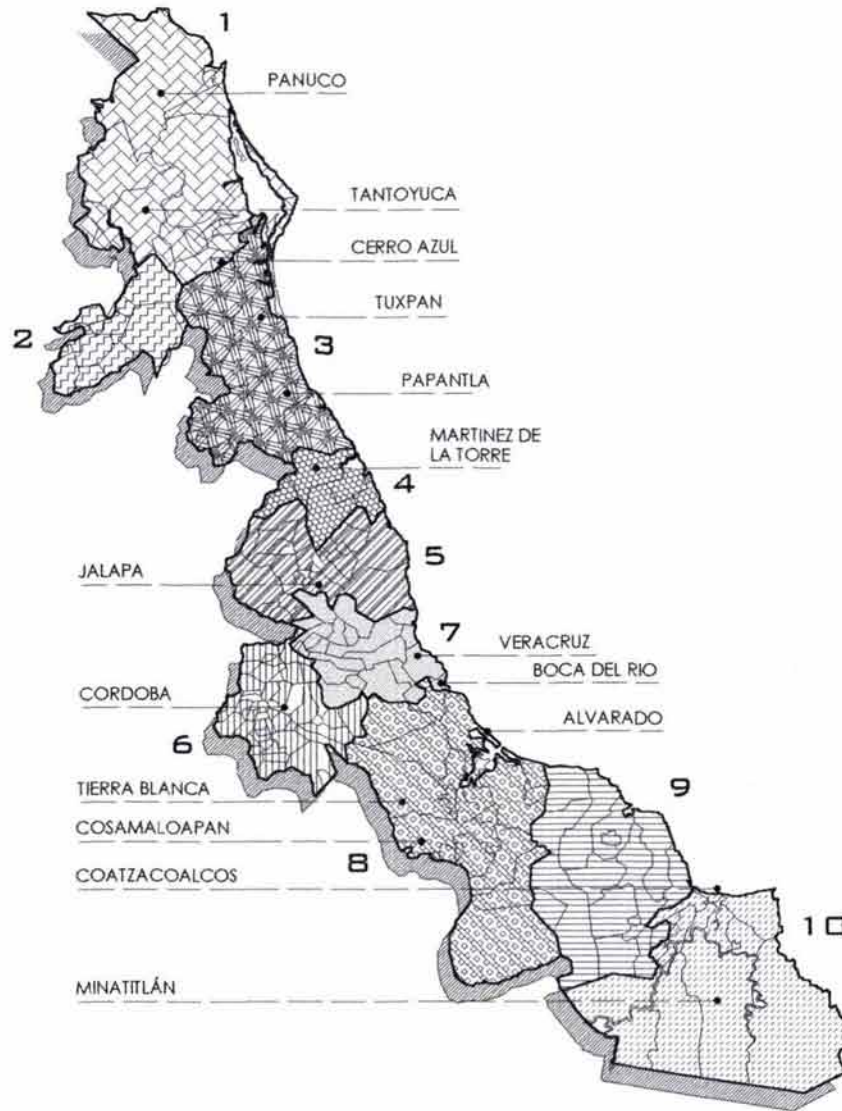 1
PANUCO
TANTOYUCA
CERRO AZUL
TUXPAN
2
3
PAPANTLA
MARTINEZ DE
LA TORRE
4
5
JALAPA
7
VERACRUZ
BOCA DEL RIO
CORDOBA
ALVARADO
6
TIERRA BLANCA
9
COSAMALOAPAN
8
COATZACOALCOS
10
MINATITLÁN